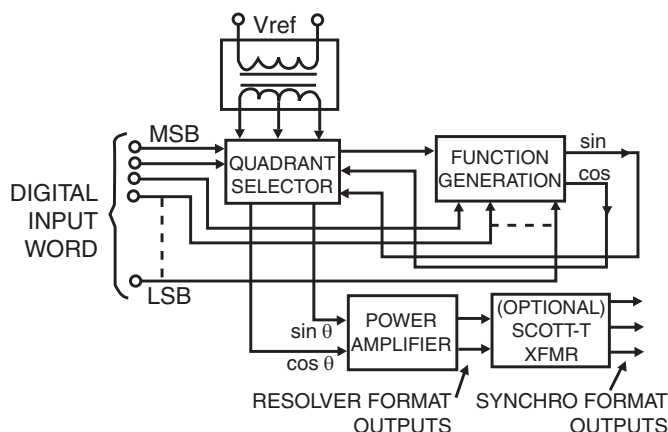 Vref
MSB
QUADRANT
SELECTOR
FUNCTION
GENERATION
sin
cos
DIGITAL
INPUT
WORD
LSB
sin θ
cos θ
POWER
AMPLIFIER
(OPTIONAL)
SCOTT-T
XFMR
RESOLVER FORMAT
OUTPUTS
SYNCHRO FORMAT
OUTPUTS